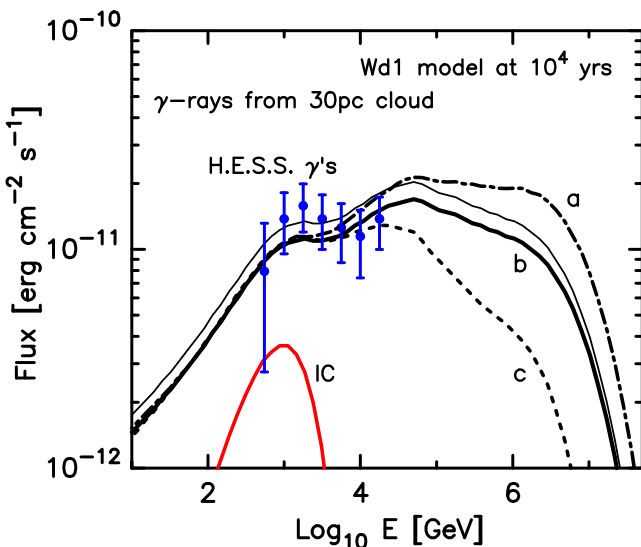 10⁻¹⁰
Wd1 model at 10⁴ yrs
γ-rays from 30pc cloud
H.E.S.S. γ's
a
10⁻¹¹
b
IC
c
10⁻¹²
2 4 6
Log₁₀ E [GeV]
Flux [erg cm⁻² s⁻¹]